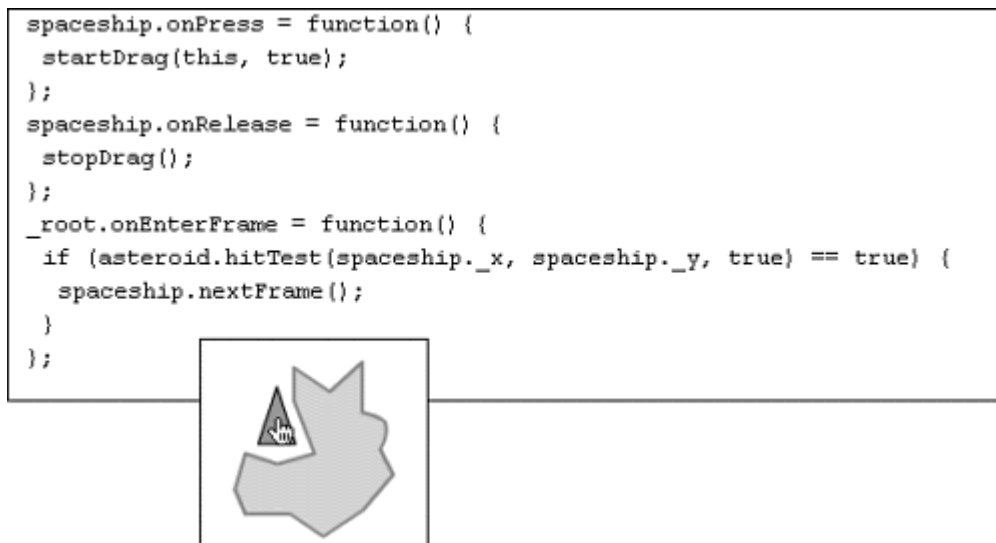 spaceship.onPress = function() {
startDrag(this, true);
};
spaceship.onRelease = function() {
stopDrag();
};
_root.onEnterFrame = function() {
if (asteroid.hitTest(spaceship._x, spaceship._y, true) == true) {
spaceship.nextFrame();
}
};